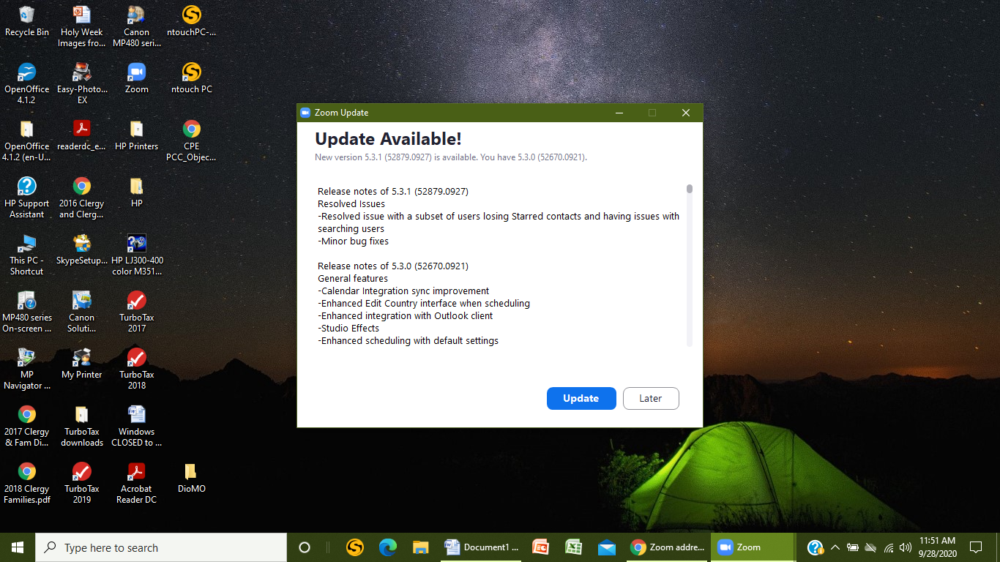 Recycle Bin
Holy Week
Images fro...
Canon
MP480 seri...
ntouchPC-...
OpenOffice
4.1.2
Easy-Photo...
EX
Zoom
ntouch PC
OpenOffice
4.1.2 (en-U...
readerdc_e...
HP Printers
CPE
PCC_Objec...
HP Support
Assistant
2016 Clergy
and Clerg...
HP
This PC -
Shortcut
SkypeSetup...
HP LJ300-400
color M351...
MP480 series
On-screen ...
Canon
Soluti...
TurboTax
2017
MP
Navigator ...
My Printer
TurboTax
2018
2017 Clergy
& Fam Di...
TurboTax
downloads
Windows
CLOSED to ...
2018 Clergy
Families.pdf
TurboTax
2019
Acrobat
Reader DC
DioMO
Zoom Update
Update Available!
New version 5.3.1 (52879.0927) is available. You have 5.3.0 (52670.0921).
Release notes of 5.3.1 (52879.0927)
Resolved Issues
-Resolved issue with a subset of users losing Starred contacts and having issues with
searching users
-Minor bug fixes
Release notes of 5.3.0 (52670.0921)
General features
-Calendar Integration sync improvement
-Enhanced Edit Country interface when scheduling
-Enhanced integration with Outlook client
-Studio Effects
-Enhanced scheduling with default settings
Update
Later
Type here to search
Document1 ...
Zoom addre...
Zoom
11:51 AM
9/28/2020